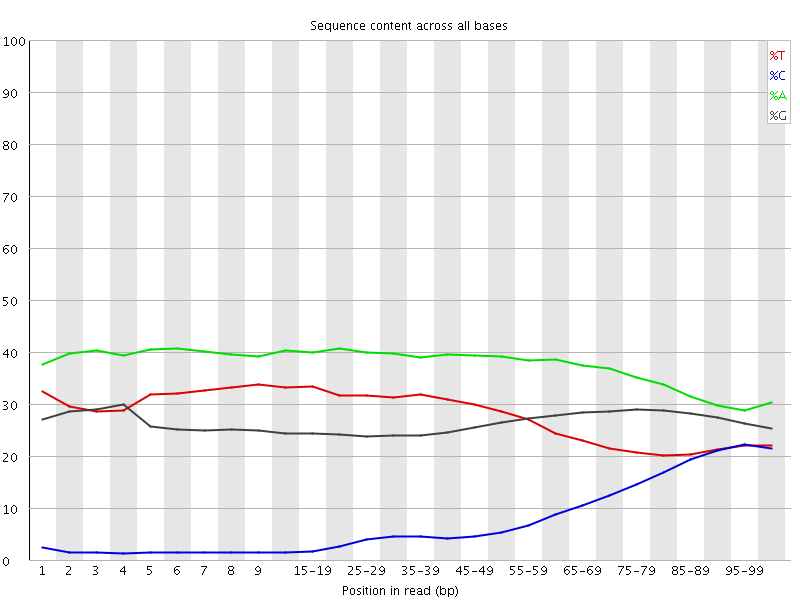 Sequence content across all bases
100
90
80
70
60
50
40
30
20
10
0
%T
%C
%A
%G
1 2 3 4 5 6 7 8 9 15-19 25-29 35-39 45-49 55-59 65-69 75-79 85-89 95-99
Position in read (bp)